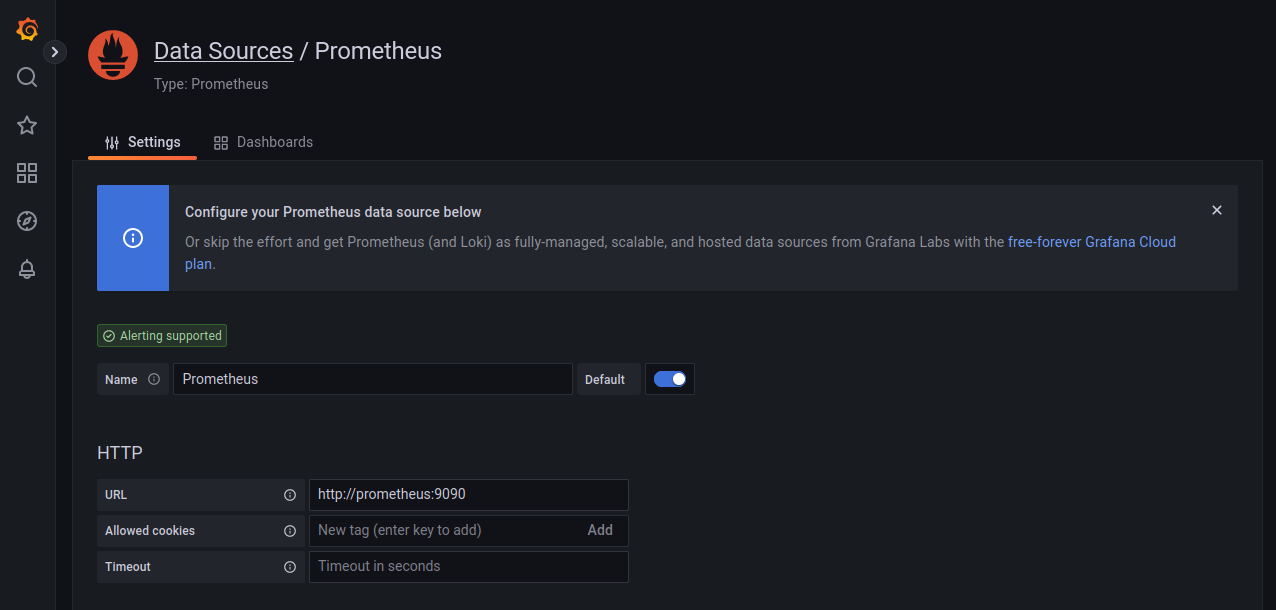 Data Sources / Prometheus
Type: Prometheus
Settings
Dashboards
Configure your Prometheus data source below
Or skip the effort and get Prometheus (and Loki) as fully-managed, scalable, and hosted data sources from Grafana Labs with the free-forever Grafana Cloud
plan.
Alerting supported
Name
Prometheus
Default
HTTP
URL
http://prometheus:9090
Allowed cookies
New tag (enter key to add)
Add
Timeout
Timeout in seconds